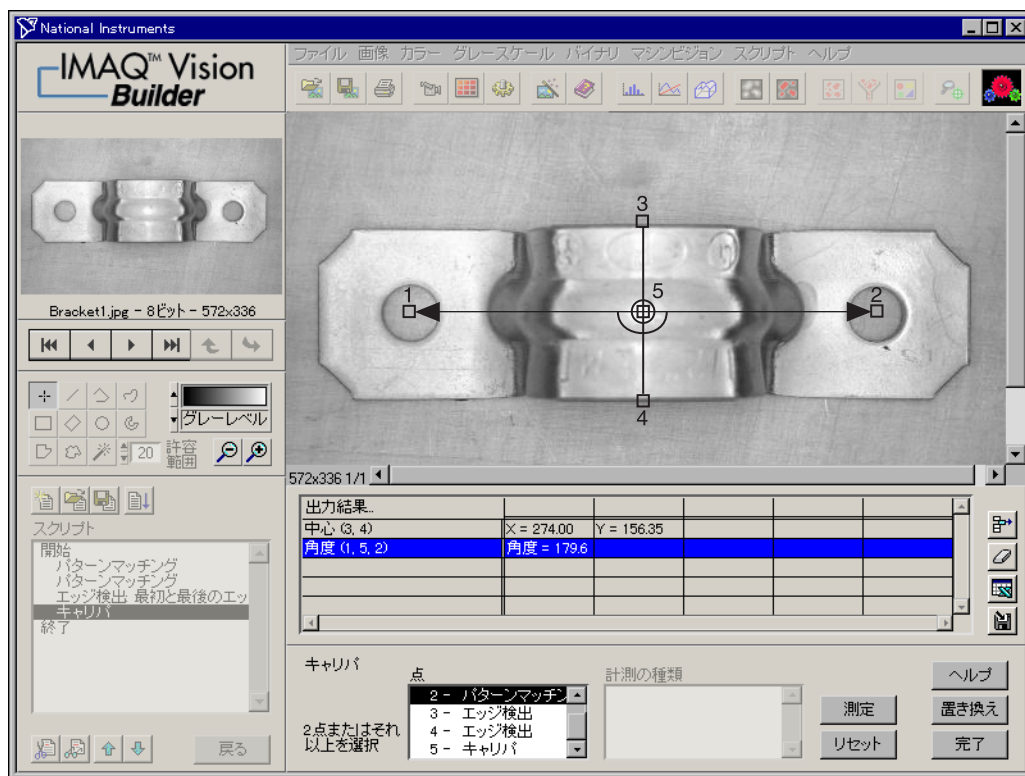 National Instruments
IMAQ™ Vision
Builder
ファイル 画像 カラー グレースケール バイナリ マシンビジョン スクリプト ヘルプ
Bracket1.jpg - 8ビット - 572x336
グレーレベル
20 許容範囲
3
1
5
2
4
572x336 1/1
スクリプト
開始
パターンマッチング
パターンマッチング
エッジ検出 最初と最後のエッ
キャリパ
終了
戻る
出力結果..
中心 (3, 4) X = 274.00 Y = 156.35
角度 (1, 5, 2) 角度 = 179.6
キャリパ
点
計測の種類
2点またはそれ
以上を選択
2 - パターンマッチン
3 - エッジ検出
4 - エッジ検出
5 - キャリパ
測定
リセット
ヘルプ
置き換え
完了